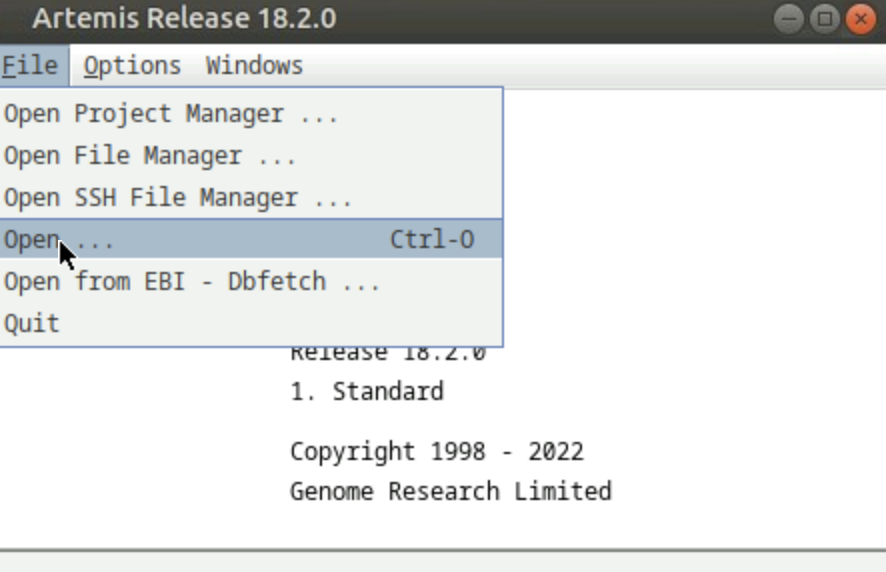 Artemis Release 18.2.0
File Options Windows
Open Project Manager ...
Open File Manager ...
Open SSH File Manager ...
Open ... Ctrl-O
Open from EBI - Dbfetch ...
Quit
Release 18.2.0
1. Standard
Copyright 1998 - 2022
Genome Research Limited